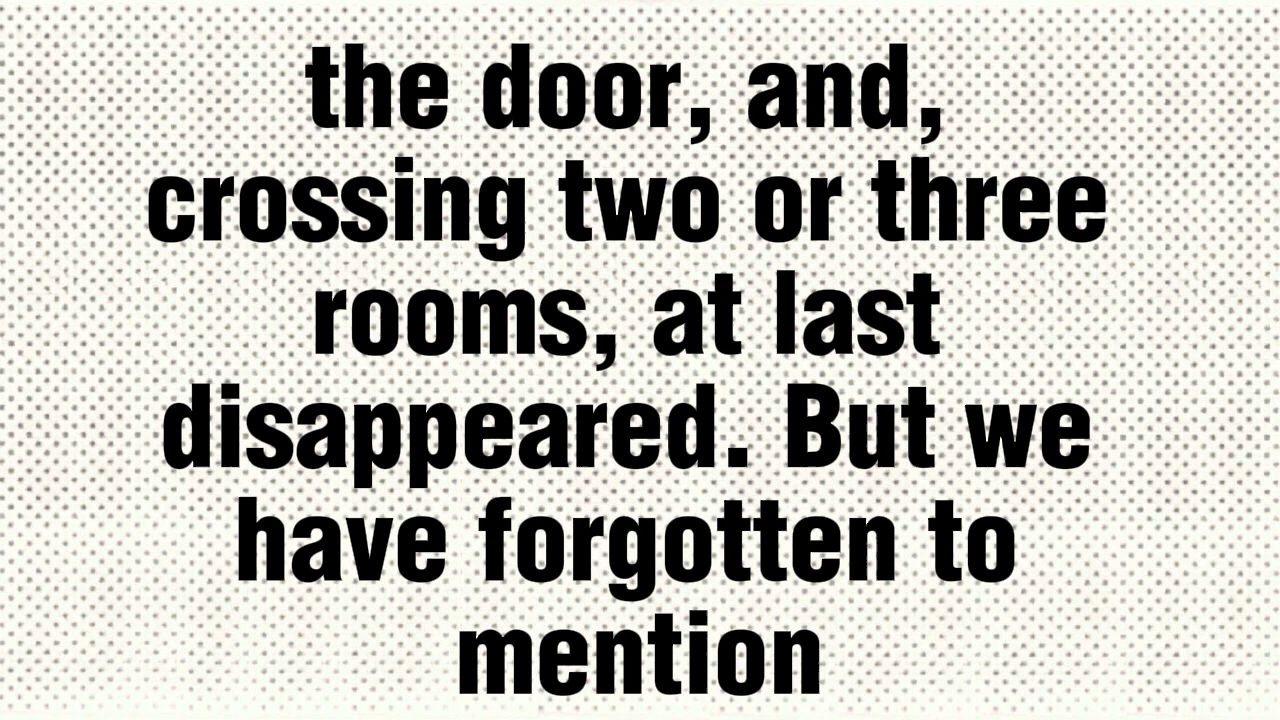 the door, and,
crossing two or three
rooms, at last
disappeared. But we
have forgotten to
mention